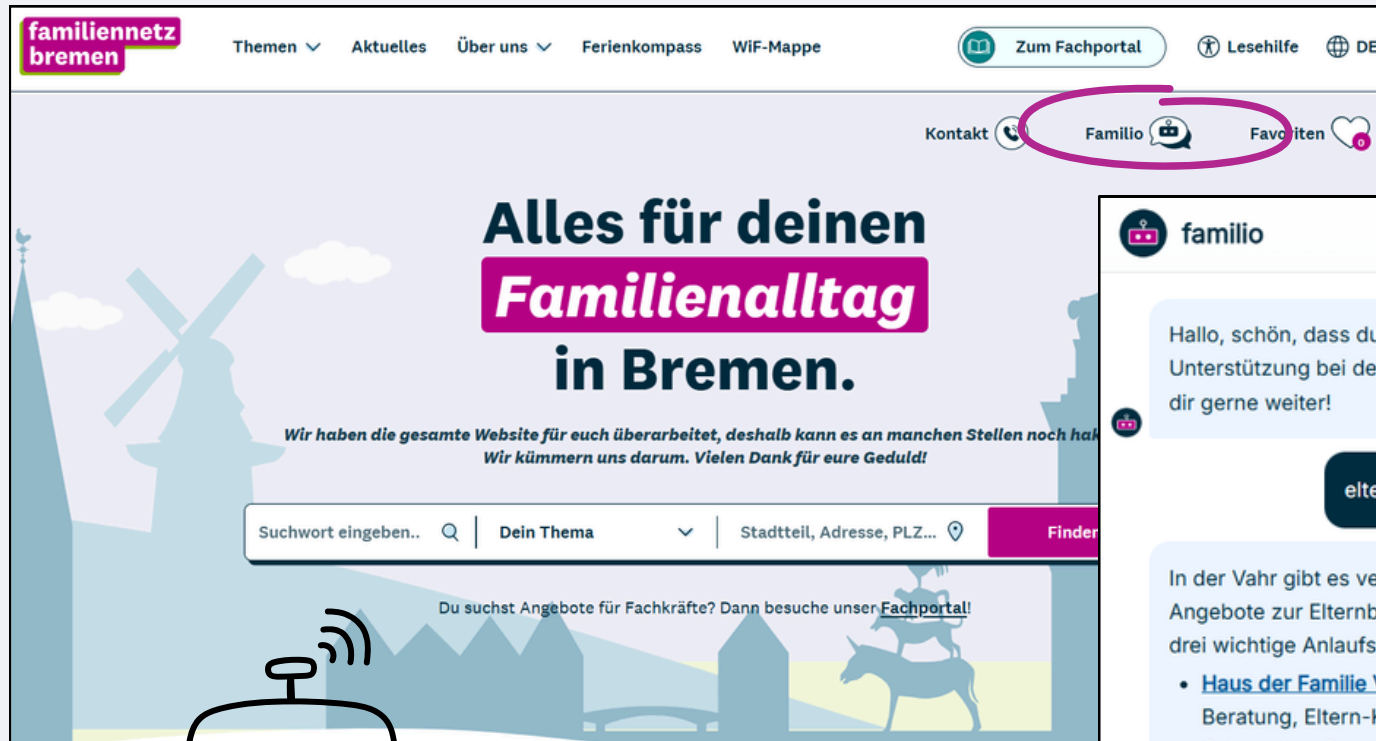 familiennetz
bremen
Themen Aktuelles Über uns Ferienkompass WiF-Mappe Zum Fachportal Lesehilfe DE
Kontakt Familio Favoriten 0
Alles für deinen
Familienalltag
in Bremen.
Wir haben die gesamte Website für euch überarbeitet, deshalb kann es an manchen Stellen noch
Wir kümmern uns darum. Vielen Dank für eure Geduld!
Suchwort eingeben.. Dein Thema Stadtteil, Adresse, PLZ...
Du suchst Angebote für Fachkräfte? Dann besuche unser Fachportal!
familio
Hallo, schön, dass
Unterstützung bei
dir gerne weiter!
In der Vahr gibt es
Angebote zur
drei wichtige
Haus der Familie
Beratung,